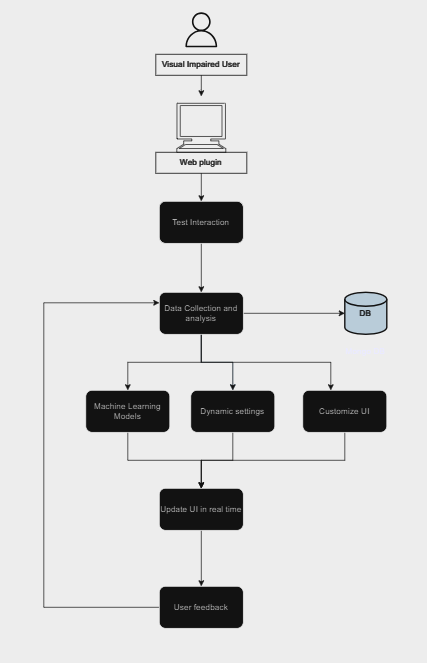 Visual Impaired User
Web plugin
Test Interaction
Data Collection and
analysis
DB
Machine Learning
Models
Dynamic settings
Customize UI
Update UI in real time
User feedback